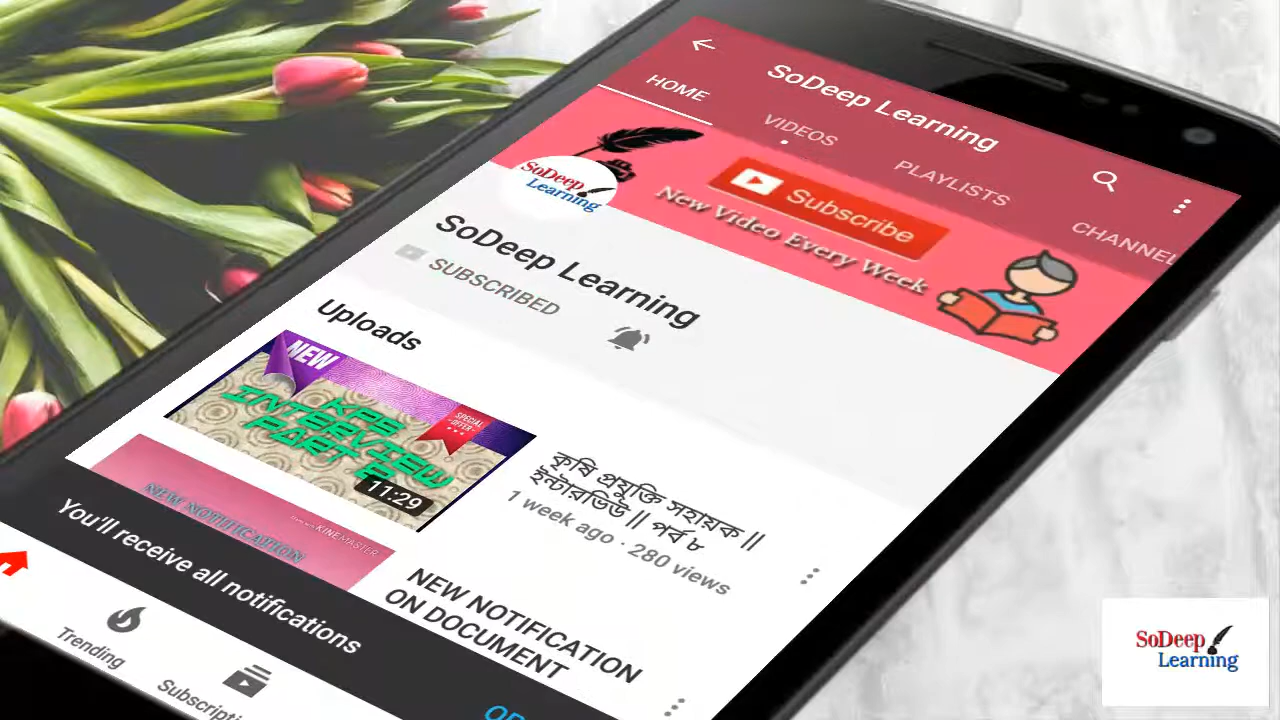 SoDeep Learning
HOME
VIDEOS
PLAYLISTS
CHANNEL
SoDeep
Learning
Subscribe
New Video Every Week
SoDeep Learning
SUBSCRIBED
Uploads
NEW
SPECIAL
OFFER
KPS
INTERVIEW
PART 8
11:29
কৃষি প্রযুক্তি সহায়ক ||
ইন্টারভিউ || পর্ব ৮
1 week ago · 280 views
NEW NOTIFICATION
KINEMASTER
NEW NOTIFICATION
ON DOCUMENT
You'll receive all notifications
Trending
SoDeep
Learning